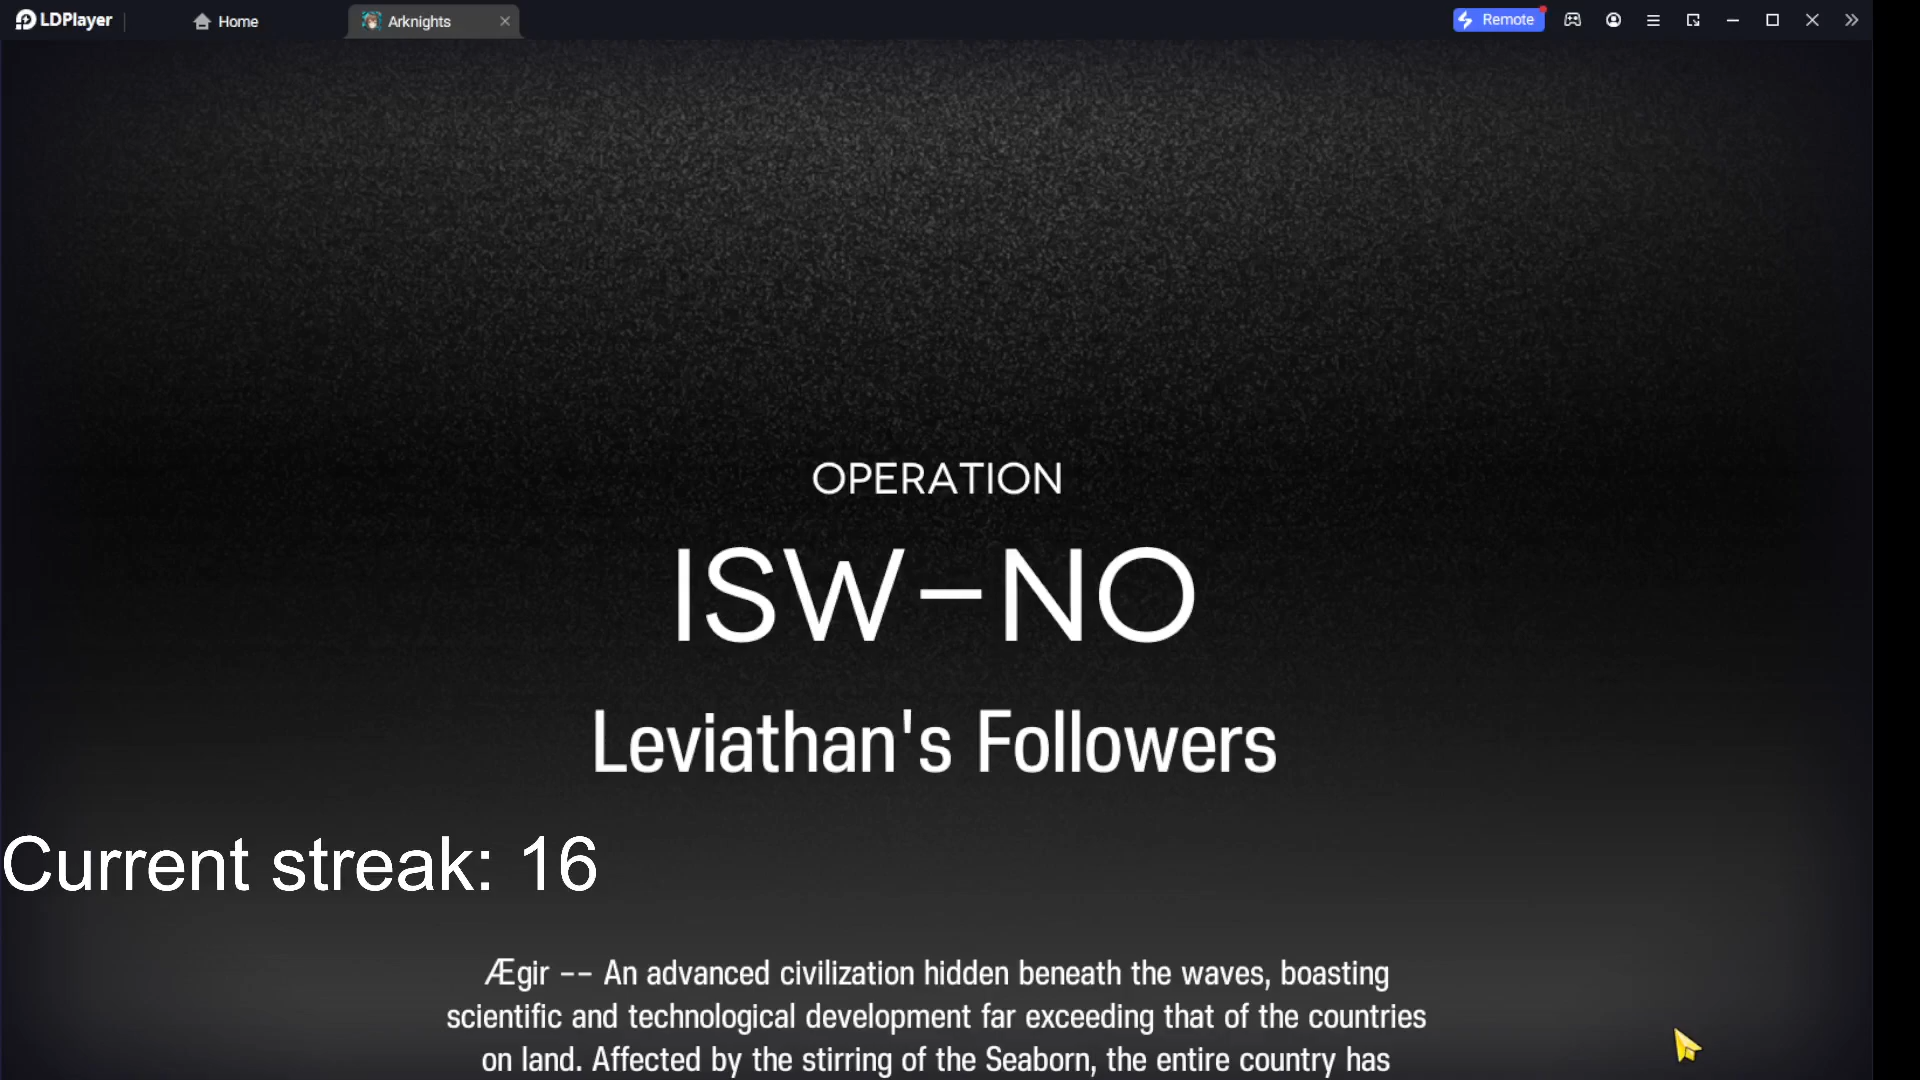 LDPlayer
Home
Arknights
Remote
OPERATION
ISW-NO
Leviathan's Followers
Current streak: 16
Ægir -- An advanced civilization hidden beneath the waves, boasting
scientific and technological development far exceeding that of the countries
on land. Affected by the stirring of the Seaborn, the entire country has